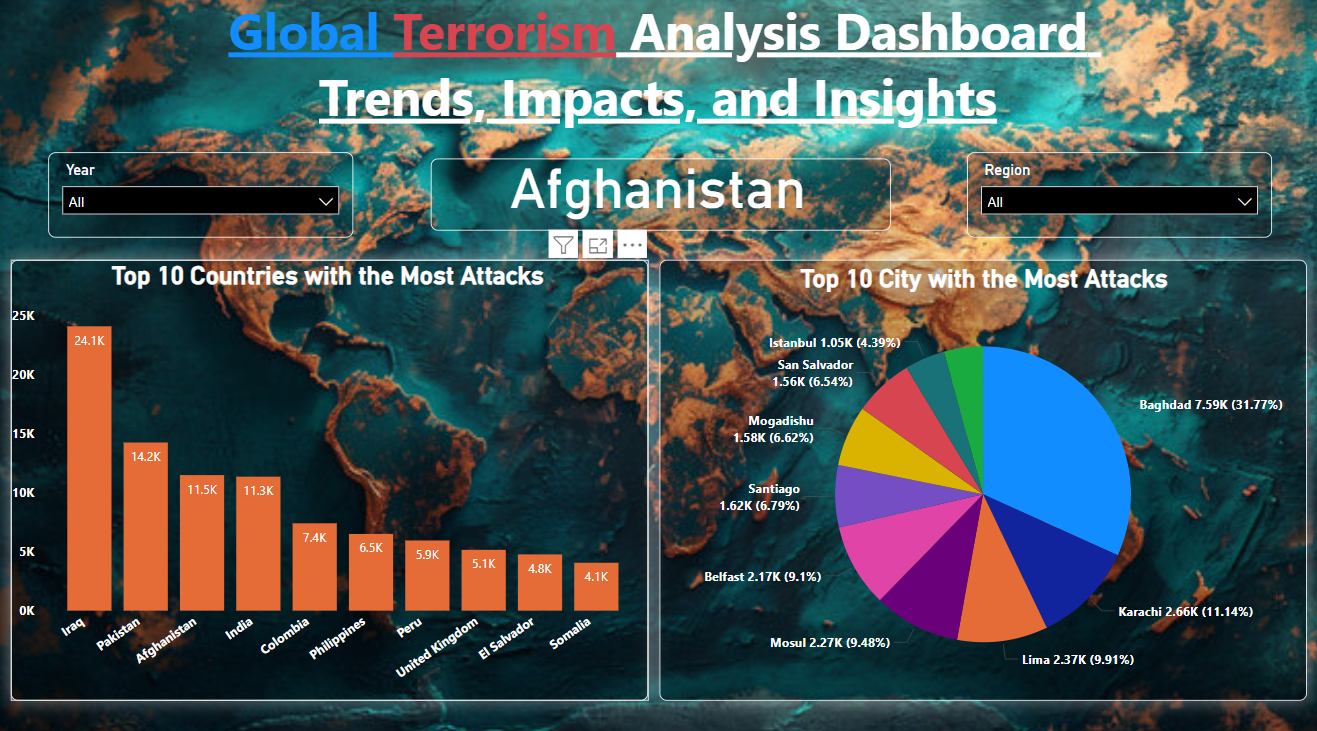 Global Terrorism Analysis Dashboard
Trends, Impacts, and Insights
Year
All
Afghanistan
Region
All
Top 10 Countries with the Most Attacks
25K
20K
15K
10K
5K
0K
24.1K
14.2K
11.5K
11.3K
7.4K
6.5K
5.9K
5.1K
4.8K
4.1K
Iraq
Pakistan
Afghanistan
India
Colombia
Philippines
Peru
United Kingdom
El Salvador
Somalia
Top 10 City with the Most Attacks
Istanbul 1.05K (4.39%)
San Salvador
1.56K (6.54%)
Mogadishu
1.58K (6.62%)
Santiago
1.62K (6.79%)
Belfast 2.17K (9.1%)
Mosul 2.27K (9.48%)
Lima 2.37K (9.91%)
Karachi 2.66K (11.14%)
Baghdad 7.59K (31.77%)